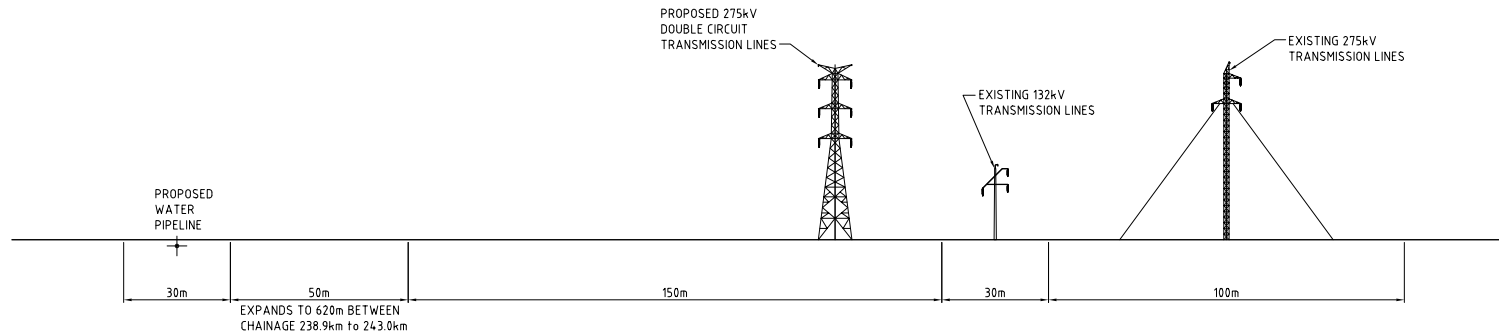 PROPOSED 275kV
DOUBLE CIRCUIT
TRANSMISSION LINES
EXISTING 275kV
TRANSMISSION LINES
EXISTING 132kV
TRANSMISSION LINES
PROPOSED
WATER
PIPELINE
30m
50m
150m
30m
100m
EXPANDS TO 620m BETWEEN
CHAINAGE 238.9km to 243.0km